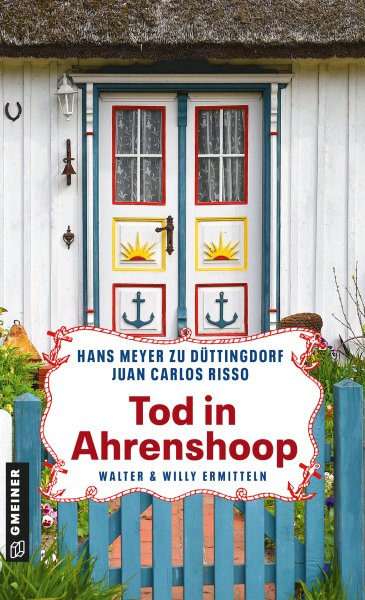 HANS MEYER ZU DÜTTINGDORF
JUAN CARLOS RISSO
Tod in
Ahrenshoop
WALTER & WILLY ERMITTELN
GMEINER